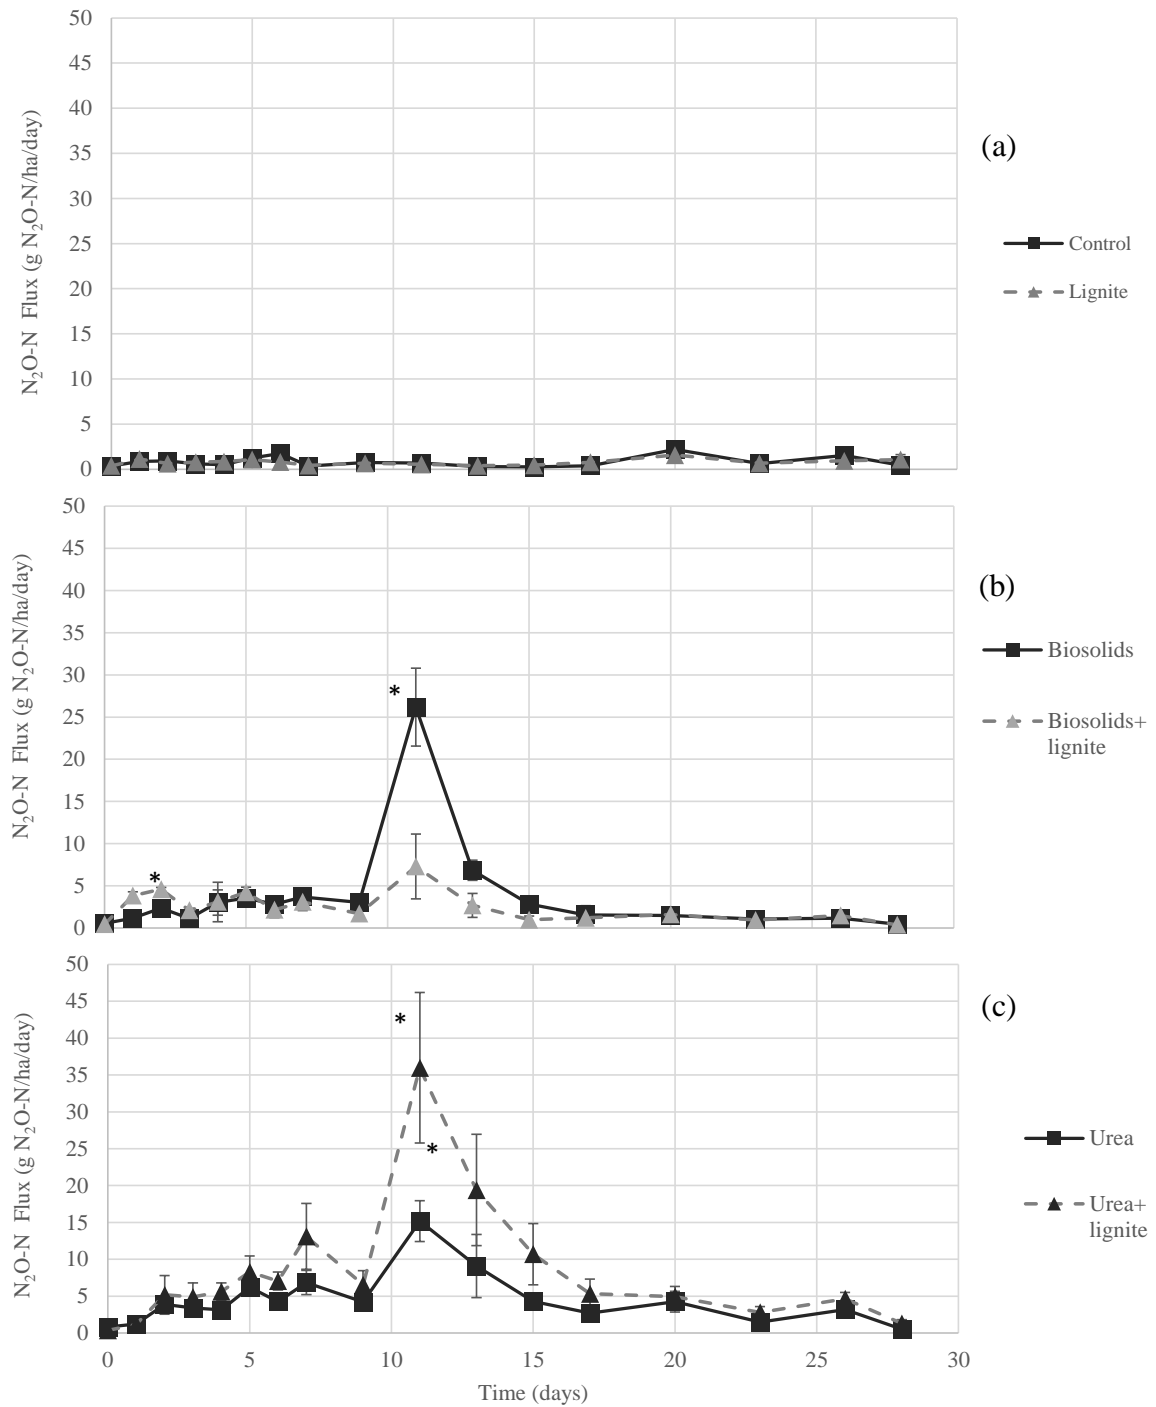 50
45
40
35
30
25
20
15
10
5
0
N₂O-N Flux (g N₂O-N/ha/day)
(a)
Control
Lignite
50
45
40
35
30
25
20
15
10
5
0
N₂O-N Flux (g N₂O-N/ha/day)
*
*
(b)
Biosolids
Biosolids+
lignite
50
45
40
35
30
25
20
15
10
5
0
N₂O-N Flux (g N₂O-N/ha/day)
*
*
(c)
Urea
Urea+
lignite
0 5 10 15 20 25 30
Time (days)